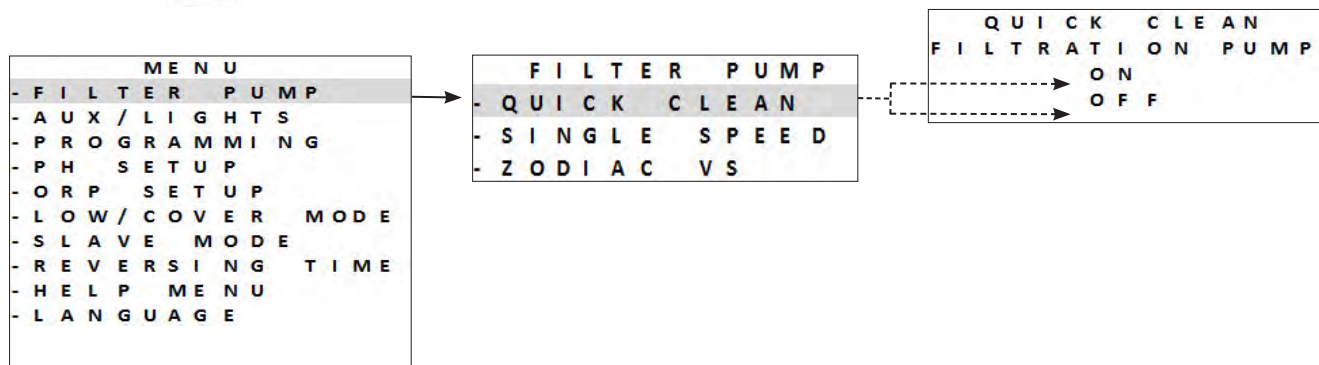 MENU
-FILTER PUMP
-AUX/LIGHTS
-PROGRAMMING
-PH SETUP
-ORP SETUP
-LOW/COVER MODE
-SLAVE MODE
-REVERSING TIME
-HELP MENU
-LANGUAGE
FILTER PUMP
- QUICK CLEAN
- SINGLE SPEED
- ZODIAC VS
QUICK CLEAN
FILTRATION PUMP
ON
OFF